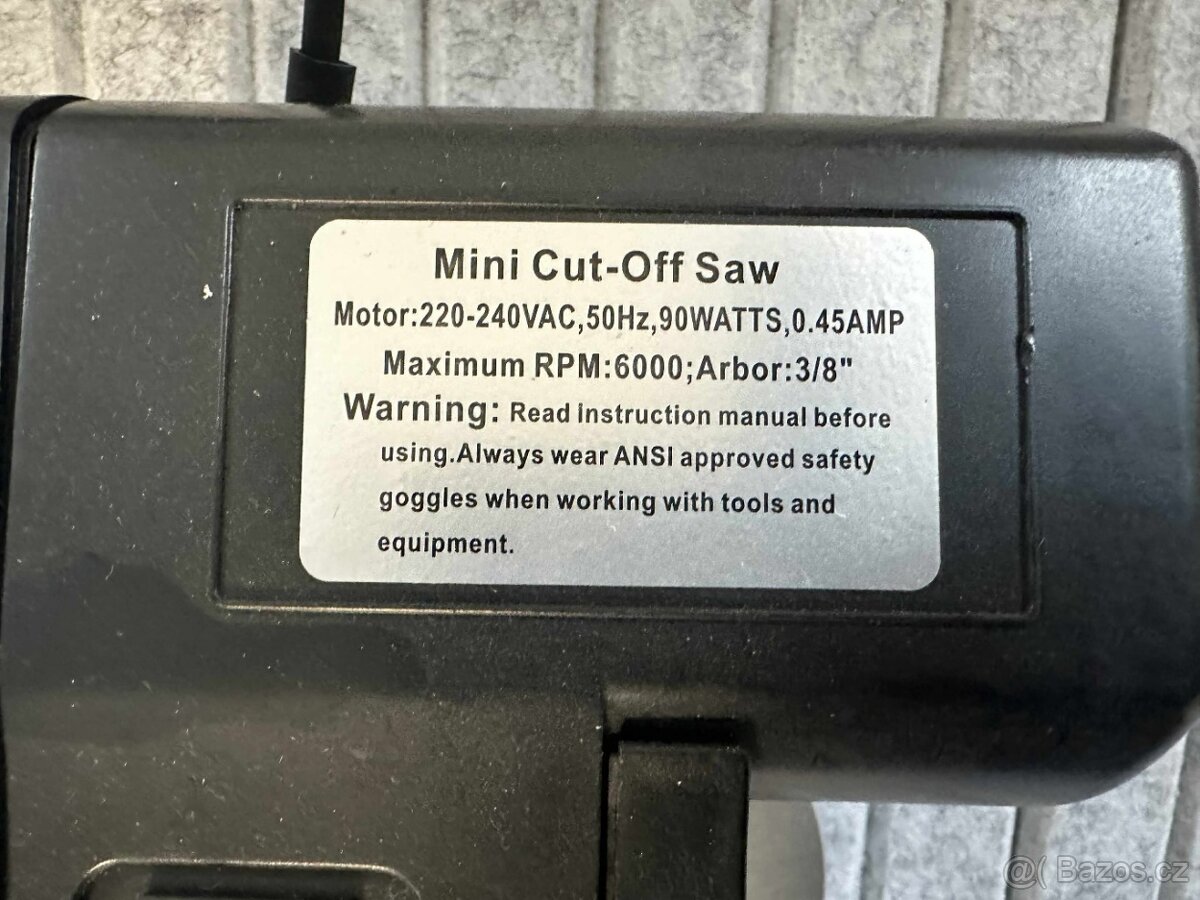 Mini Cut-Off Saw
Motor:220-240VAC,50Hz,90WATTS,0.45AMP
Maximum RPM:6000;Arbor:3/8"
Warning: Read instruction manual before
using.Always wear ANSI approved safety
goggles when working with tools and
equipment.
Bazos.cz